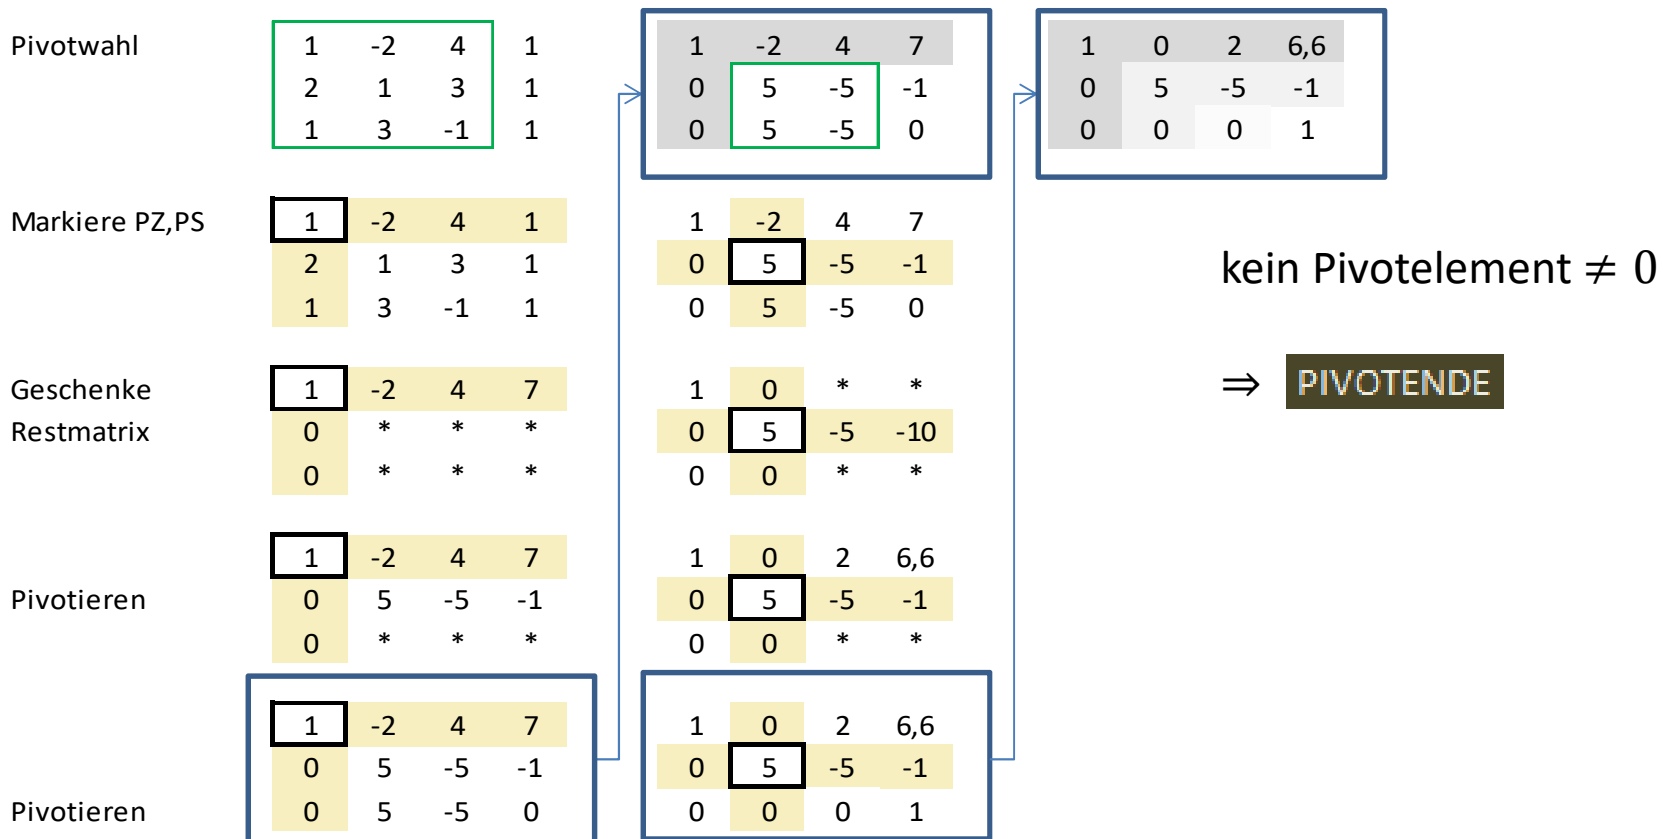 Pivotwahl 1 -2 4 1 1 -2 4 7 1 0 2 6,6
2 1 3 1 0 5 -5 -1 0 5 -5 -1
1 3 -1 1 0 5 -5 0 0 0 0 1
Markiere PZ,PS 1 -2 4 1 1 -2 4 7
2 1 3 1 0 5 -5 -1
kein Pivotelement ≠ 0
1 3 -1 1 0 5 -5 0
Geschenke 1 -2 4 7 1 0 * *
⇒ PIVOTENDE
Restmatrix 0 * * * 0 5 -5 -10
0 * * * 0 0 * *
1 -2 4 7 1 0 2 6,6
Pivotieren 0 5 -5 -1 0 5 -5 -1
0 * * * 0 0 * *
1 -2 4 7 1 0 2 6,6
0 5 -5 -1 0 5 -5 -1
Pivotieren 0 5 -5 0 0 0 0 1